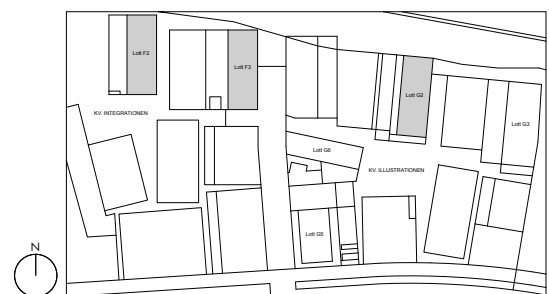 Lott F2
Lott F3
Lott G2
KV. INTEGRATIONEN
Lott G3
Lott G6
KV. ILLUSTRATIONEN
Lott G5
N